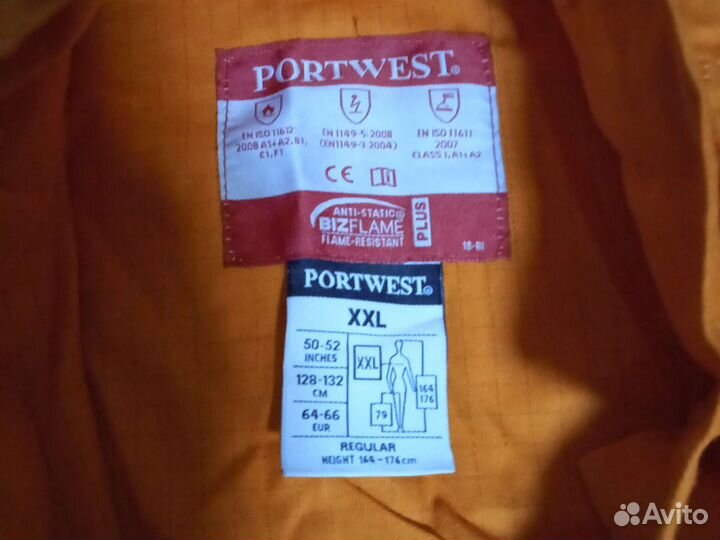 PORTWEST®
EN ISO 11612
2008 A1+A2, B1,
C1, F1
EN 1149-5:2008
(EN1149-3:2004)
EN ISO 11611
2007
CLASS 1, A1+A2
CE
ANTI-STATIC
BIZFLAME
FLAME-RESISTANT
PLUS
18-BI
PORTWEST®
XXL
50-52
INCHES
128-132
CM
64-66
EUR
XXL
164
176
79
REGULAR
HEIGHT 164-176cm
Avito